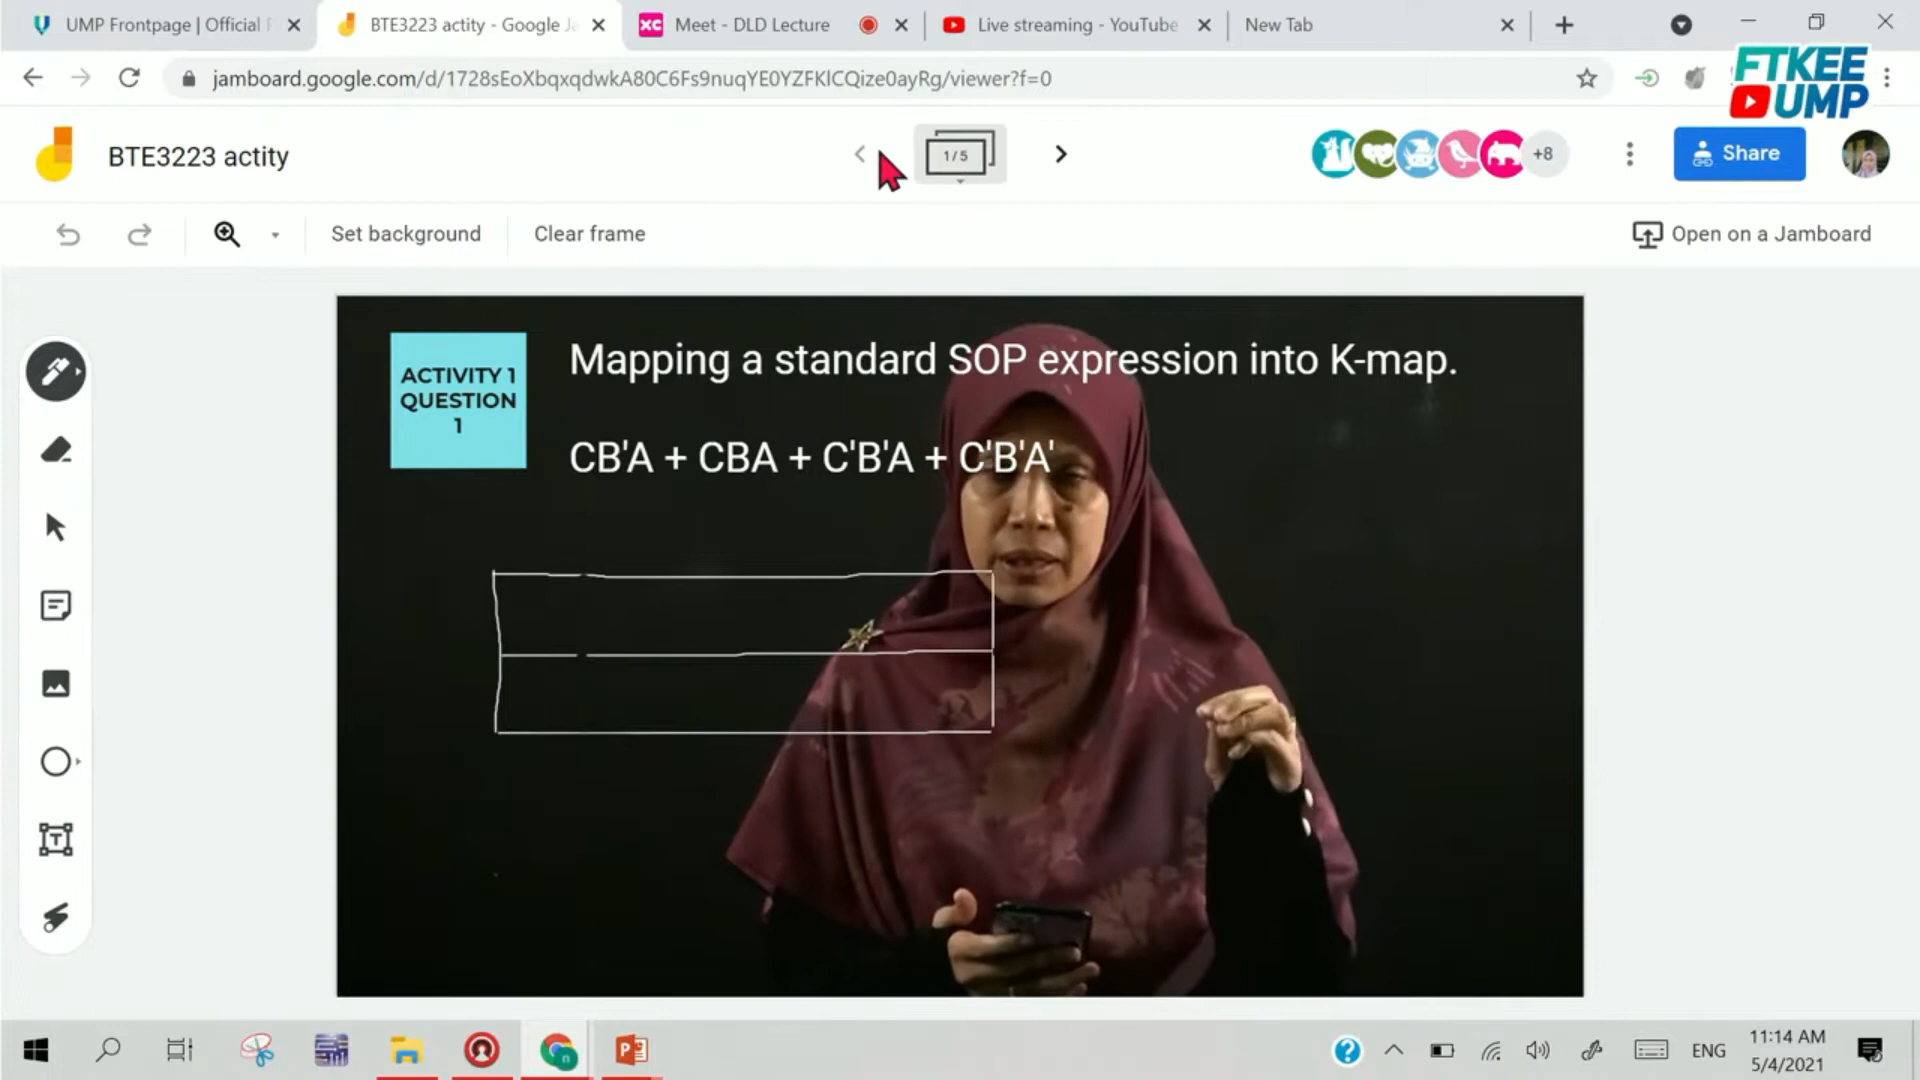 UMP Frontpage | Official F
BTE3223 actity - Google Ja
XC
Meet - DLD Lecture
Live streaming - YouTube
New Tab
jamboard.google.com/d/1728sEoXbqxqdwkA80C6Fs9nuqYE0YZFKlCQize0ayRg/viewer?f=0
FTKEE
UMP
BTE3223 actity
1/5
+8
Share
Set background
Clear frame
Open on a Jamboard
ACTIVITY 1
QUESTION
1
Mapping a standard SOP expression into K-map.
CB'A + CBA + C'B'A + C'B'A'
ENG
11:14 AM
5/4/2021